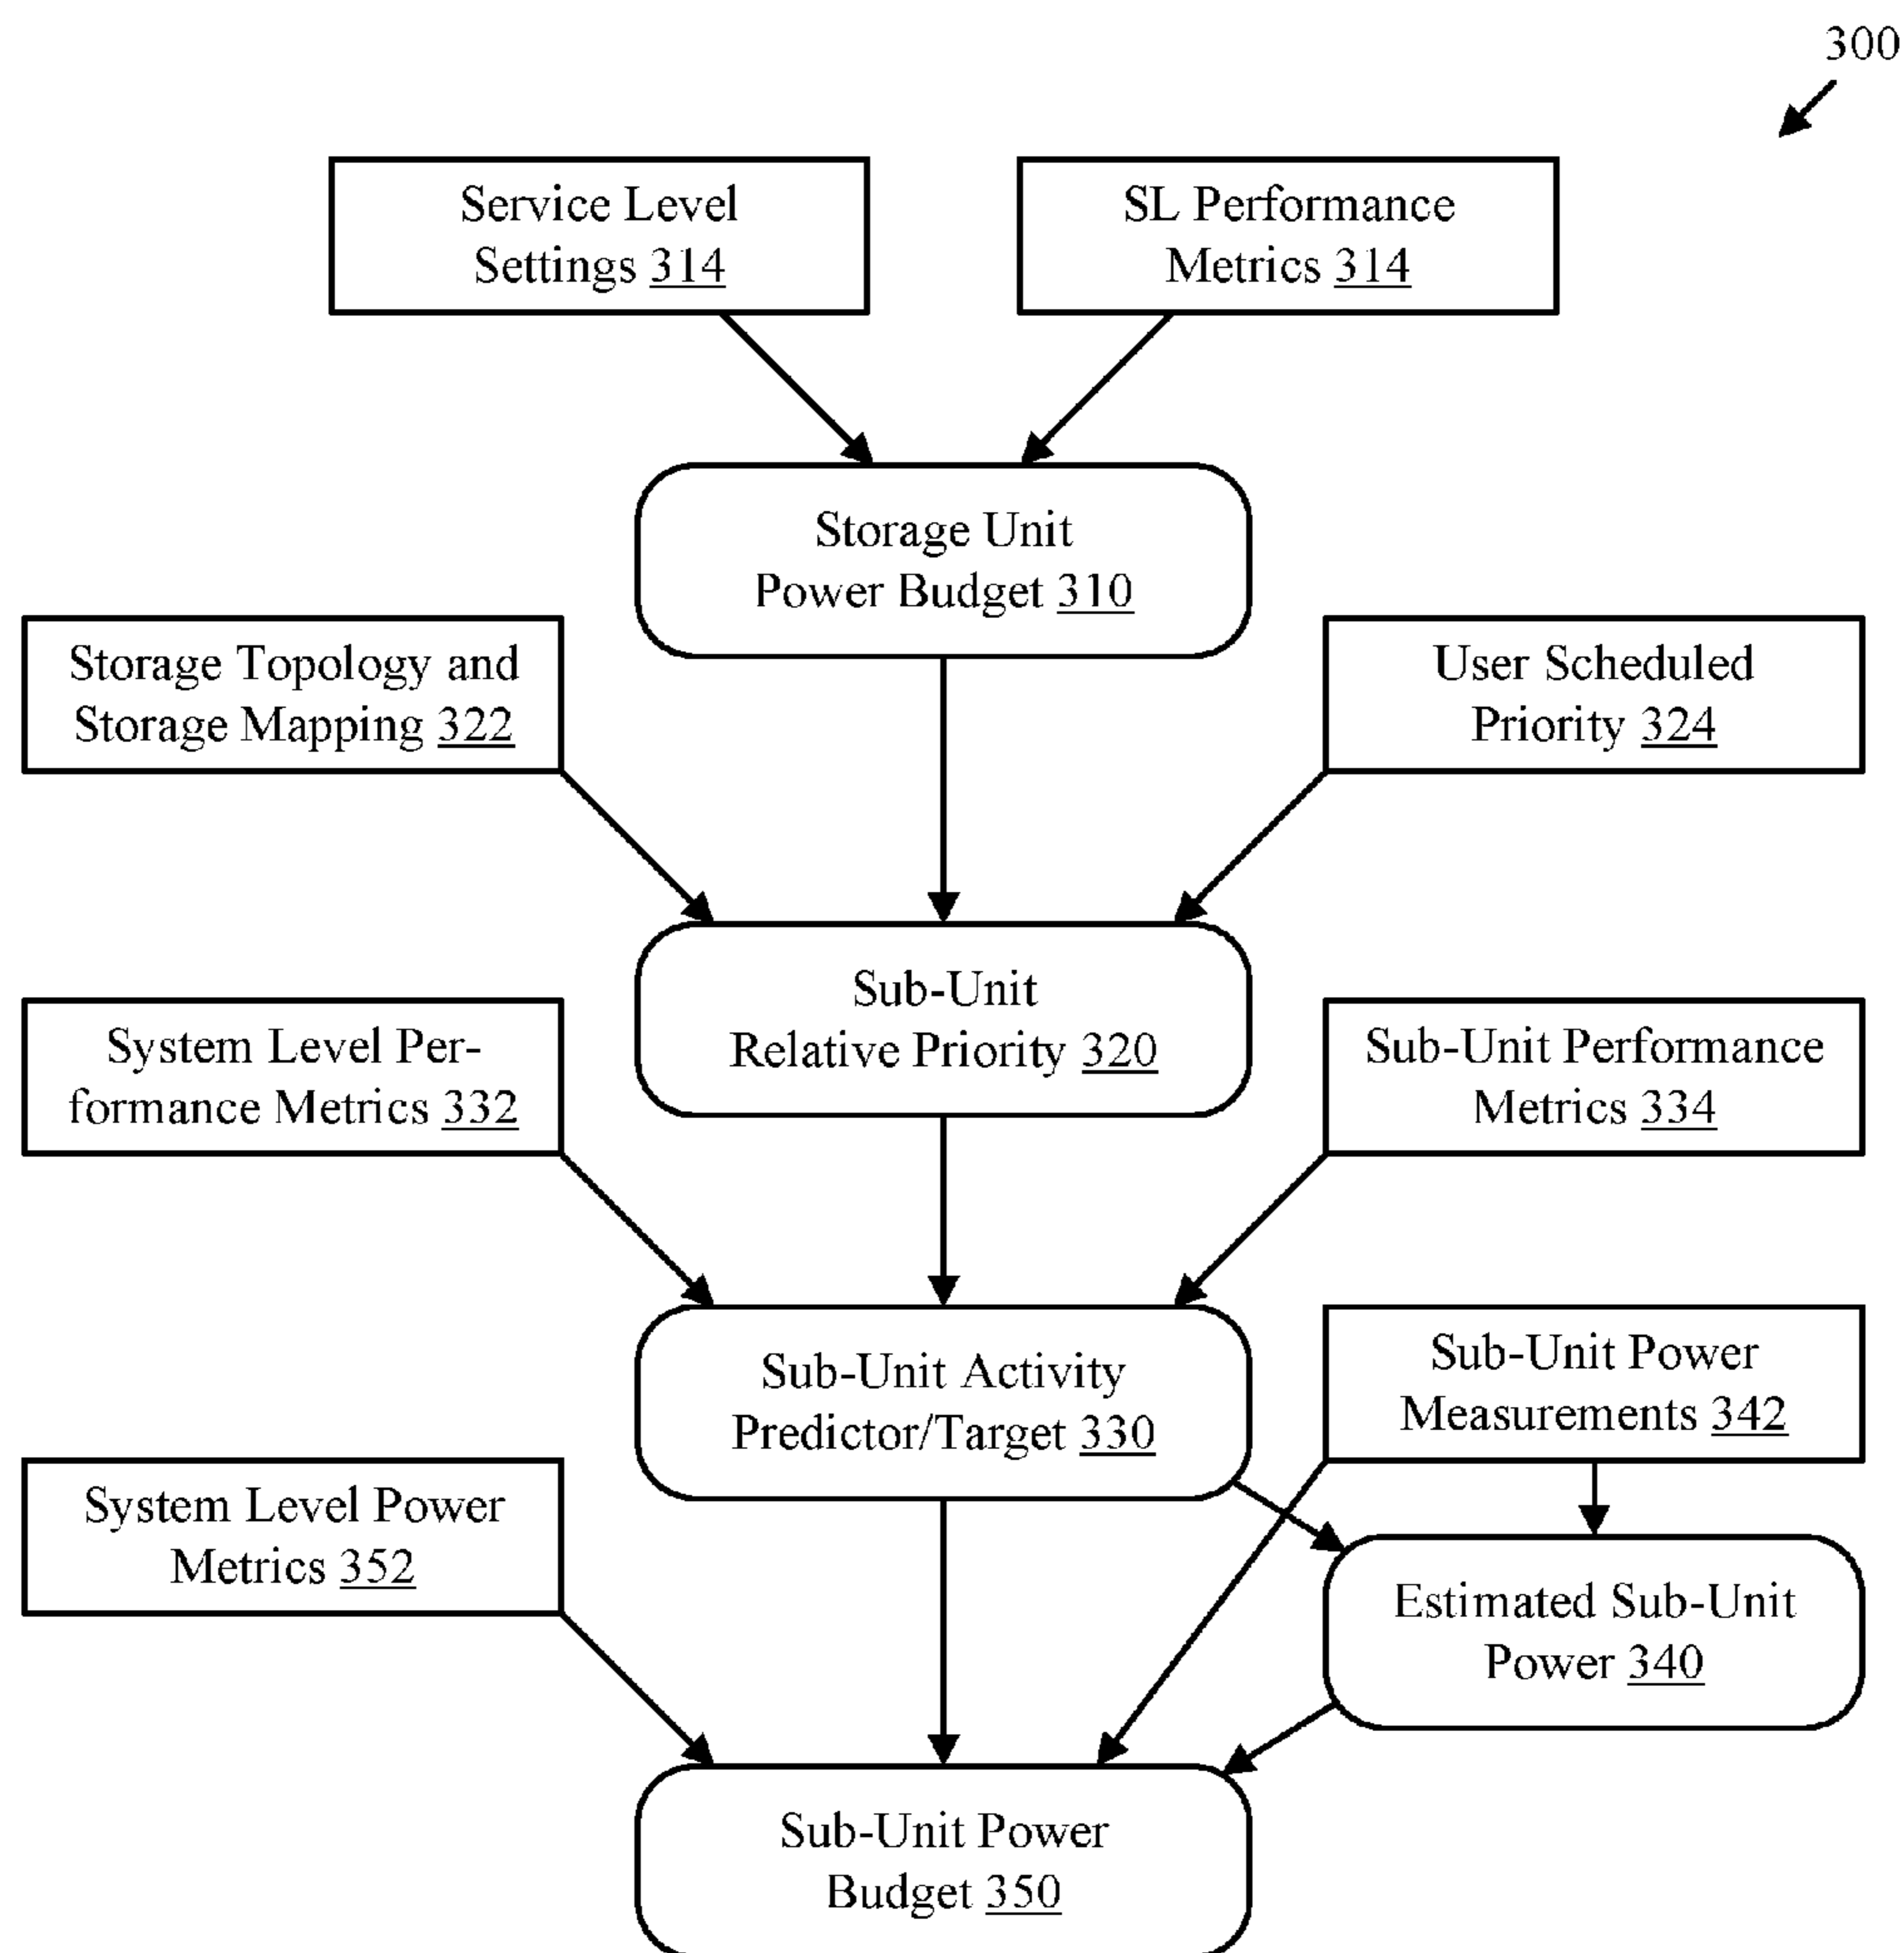 300
Service Level
Settings 314
SL Performance
Metrics 314
Storage Unit
Power Budget 310
Storage Topology and
Storage Mapping 322
User Scheduled
Priority 324
Sub-Unit
Relative Priority 320
System Level Per-
formance Metrics 332
Sub-Unit Performance
Metrics 334
Sub-Unit Activity
Predictor/Target 330
Sub-Unit Power
Measurements 342
System Level Power
Metrics 352
Estimated Sub-Unit
Power 340
Sub-Unit Power
Budget 350